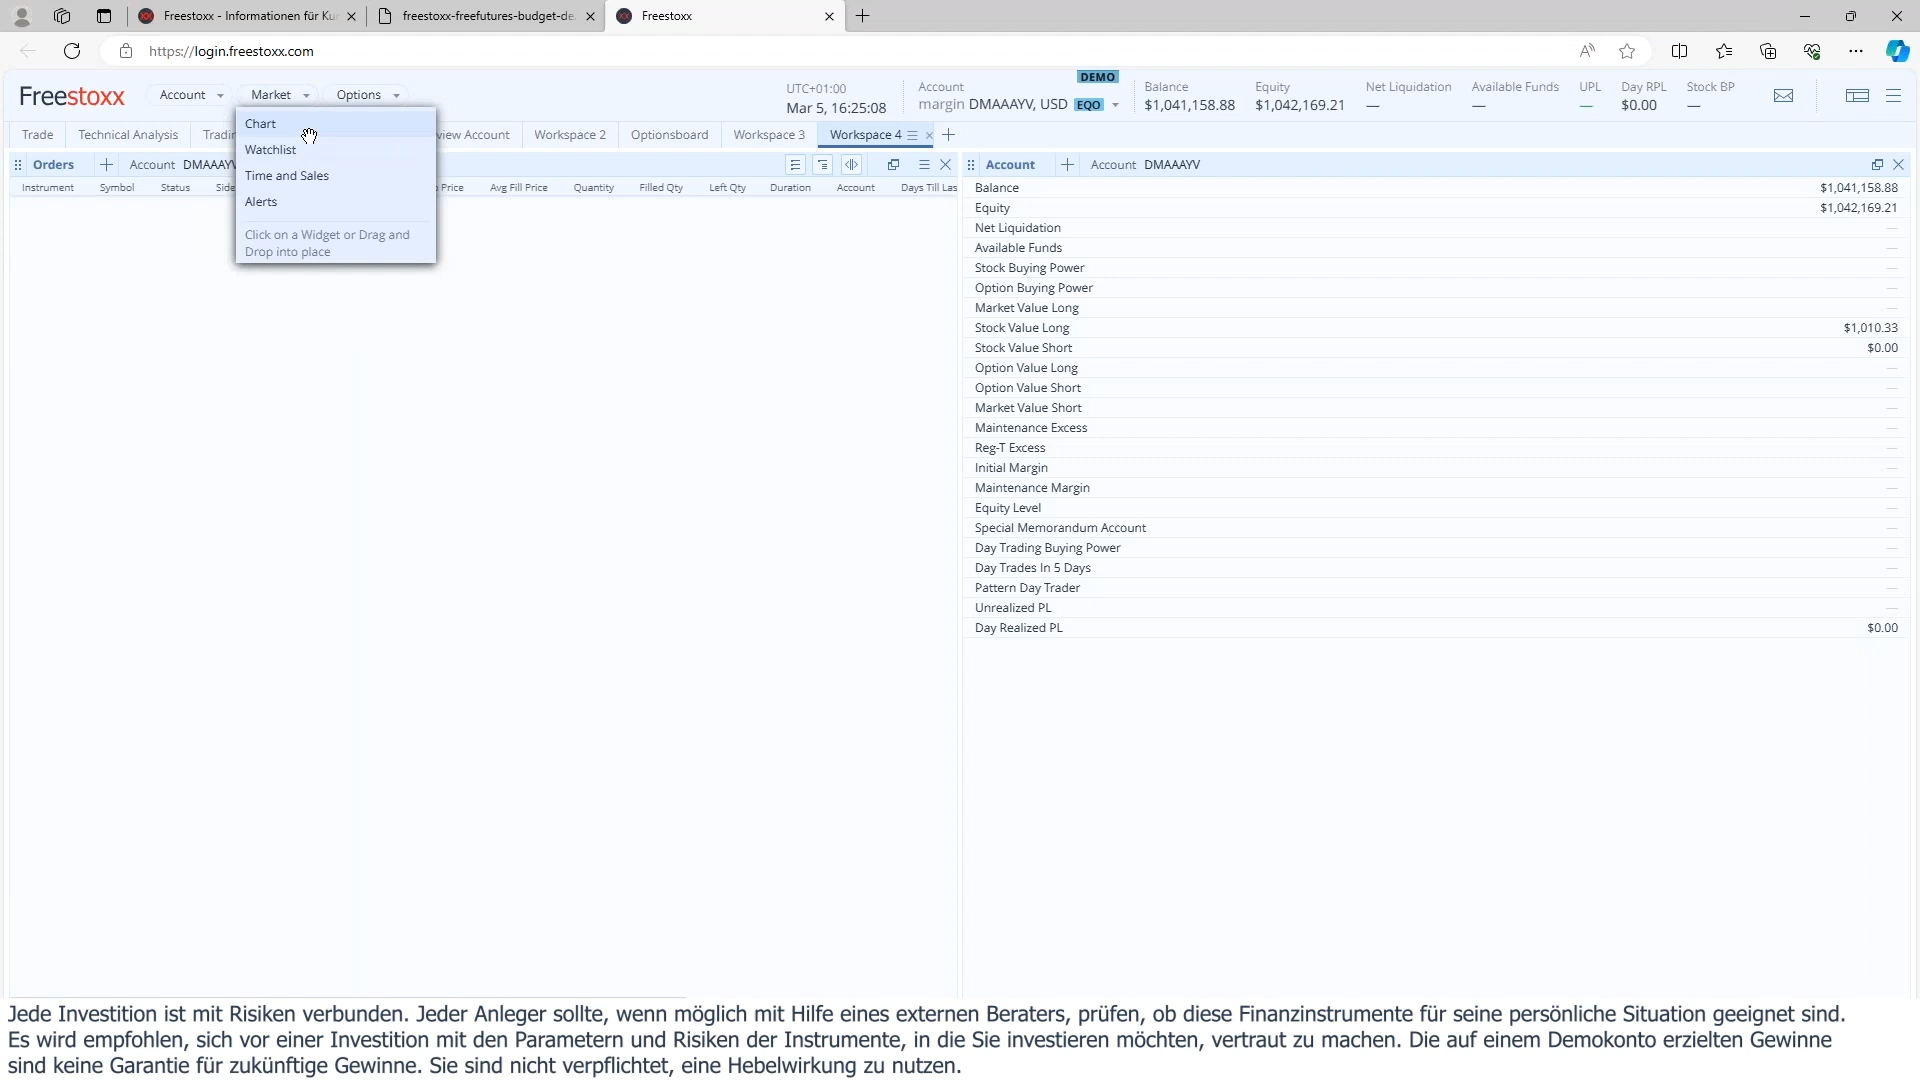 Freestoxx - Informationen für Ku
freestoxx-freefutures-budget-de
Freestoxx
https://login.freestoxx.com
Freestoxx
Account
Market
Options
UTC+01:00
Mar 5, 16:25:08
Account
DEMO
margin DMAAAYV, USD EQO
Balance
$1,041,158.88
Equity
$1,042,169.21
Net Liquidation
—
Available Funds
—
UPL
—
Day RPL
$0.00
Stock BP
—
Trade
Technical Analysis
Tradin
view Account
Workspace 2
Optionsboard
Workspace 3
Workspace 4
Chart
Watchlist
Time and Sales
Alerts
Click on a Widget or Drag and
Drop into place
Orders
Account DMAAAYV
Instrument Symbol Status Side Price Avg Fill Price Quantity Filled Qty Left Qty Duration Account Days Till Las
Account
Account DMAAAYV
Balance $1,041,158.88
Equity $1,042,169.21
Net Liquidation —
Available Funds —
Stock Buying Power —
Option Buying Power —
Market Value Long —
Stock Value Long $1,010.33
Stock Value Short $0.00
Option Value Long —
Option Value Short —
Market Value Short —
Maintenance Excess —
Reg-T Excess —
Initial Margin —
Maintenance Margin —
Equity Level —
Special Memorandum Account —
Day Trading Buying Power —
Day Trades In 5 Days —
Pattern Day Trader —
Unrealized PL —
Day Realized PL $0.00
Jede Investition ist mit Risiken verbunden. Jeder Anleger sollte, wenn möglich mit Hilfe eines externen Beraters, prüfen, ob diese Finanzinstrumente für seine persönliche Situation geeignet sind.
Es wird empfohlen, sich vor einer Investition mit den Parametern und Risiken der Instrumente, in die Sie investieren möchten, vertraut zu machen. Die auf einem Demokonto erzielten Gewinne
sind keine Garantie für zukünftige Gewinne. Sie sind nicht verpflichtet, eine Hebelwirkung zu nutzen.